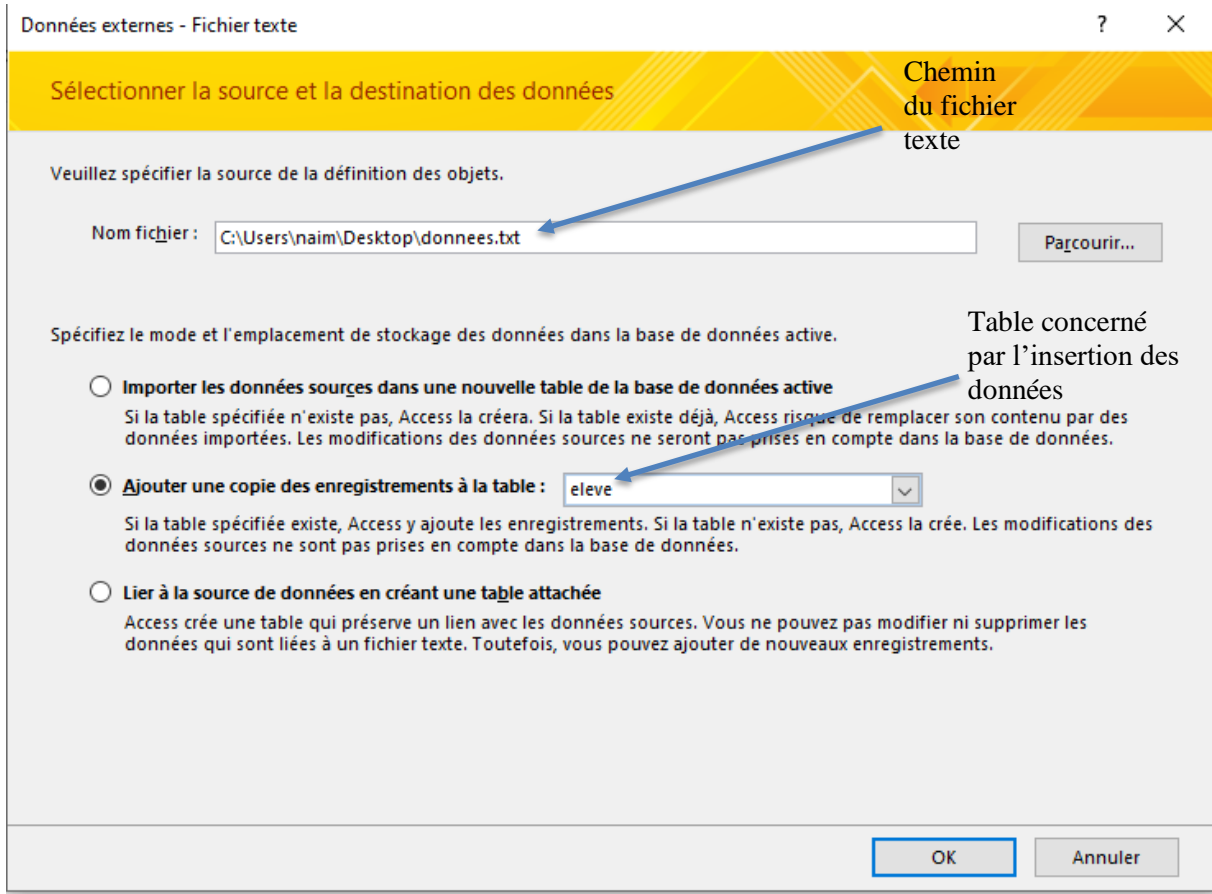 Données externes - Fichier texte
? ×
Sélectionner la source et la destination des données
Chemin
du fichier
texte
Veuillez spécifier la source de la définition des objets.
Nom fichier : C:\Users\naim\Desktop\donnees.txt Parcourir...
Table concerné
par l’insertion des
données
Spécifiez le mode et l'emplacement de stockage des données dans la base de données active.
Importer les données sources dans une nouvelle table de la base de données active
Si la table spécifiée n'existe pas, Access la créera. Si la table existe déjà, Access risque de remplacer son contenu par des
données importées. Les modifications des données sources ne seront pas prises en compte dans la base de données.
Ajouter une copie des enregistrements à la table : eleve
Si la table spécifiée existe, Access y ajoute les enregistrements. Si la table n'existe pas, Access la crée. Les modifications des
données sources ne sont pas prises en compte dans la base de données.
Lier à la source de données en créant une table attachée
Access crée une table qui préserve un lien avec les données sources. Vous ne pouvez pas modifier ni supprimer les
données qui sont liées à un fichier texte. Toutefois, vous pouvez ajouter de nouveaux enregistrements.
OK Annuler